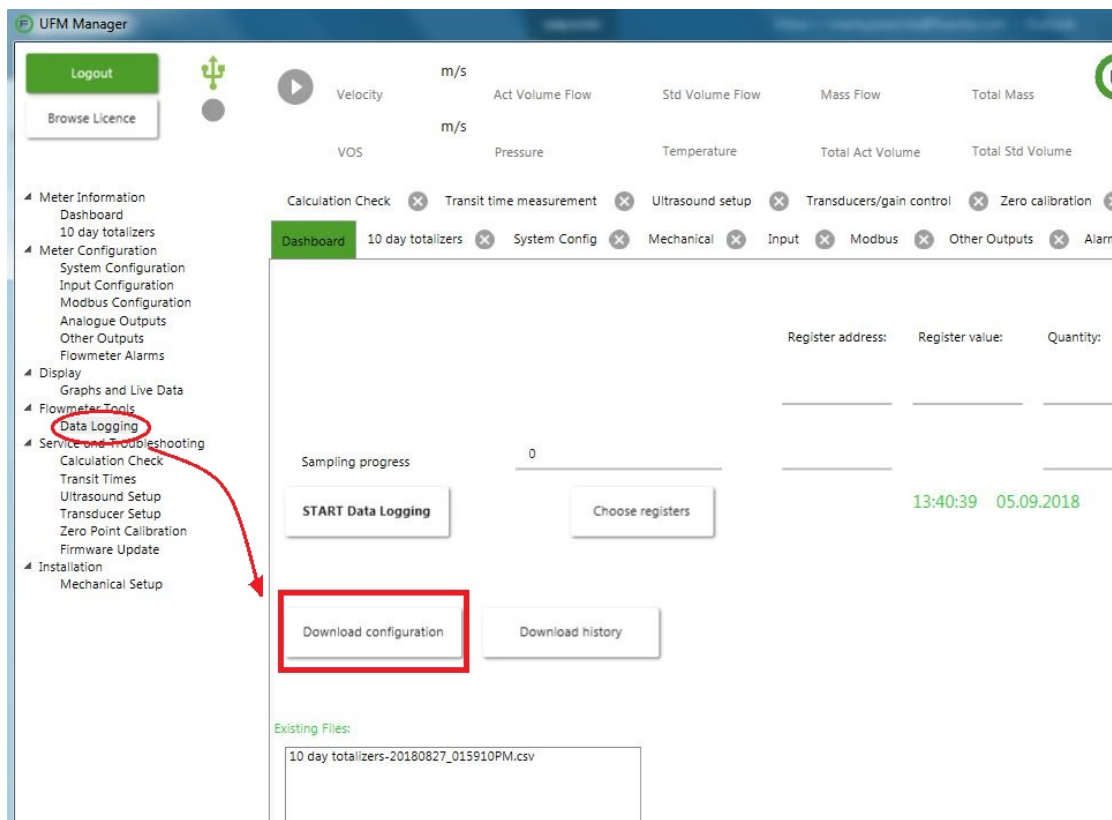 UFM Manager
Logout
Browse Licence
m/s
Velocity Act Volume Flow Std Volume Flow Mass Flow Total Mass
m/s
VOS Pressure Temperature Total Act Volume Total Std Volume
Meter Information
Dashboard
10 day totalizers
Meter Configuration
System Configuration
Input Configuration
Modbus Configuration
Analogue Outputs
Other Outputs
Flowmeter Alarms
Display
Graphs and Live Data
Flowmeter Tools
Data Logging
Service and Troubleshooting
Calculation Check
Transit Times
Ultrasound Setup
Transducer Setup
Zero Point Calibration
Firmware Update
Installation
Mechanical Setup
Calculation Check Transit time measurement Ultrasound setup Transducers/gain control Zero calibration
Dashboard 10 day totalizers System Config Mechanical Input Modbus Other Outputs Alarm
Register address: Register value: Quantity:
Sampling progress 0
START Data Logging Choose registers 13:40:39 05.09.2018
Download configuration Download history
Existing Files:
10 day totalizers-20180827_015910PM.csv